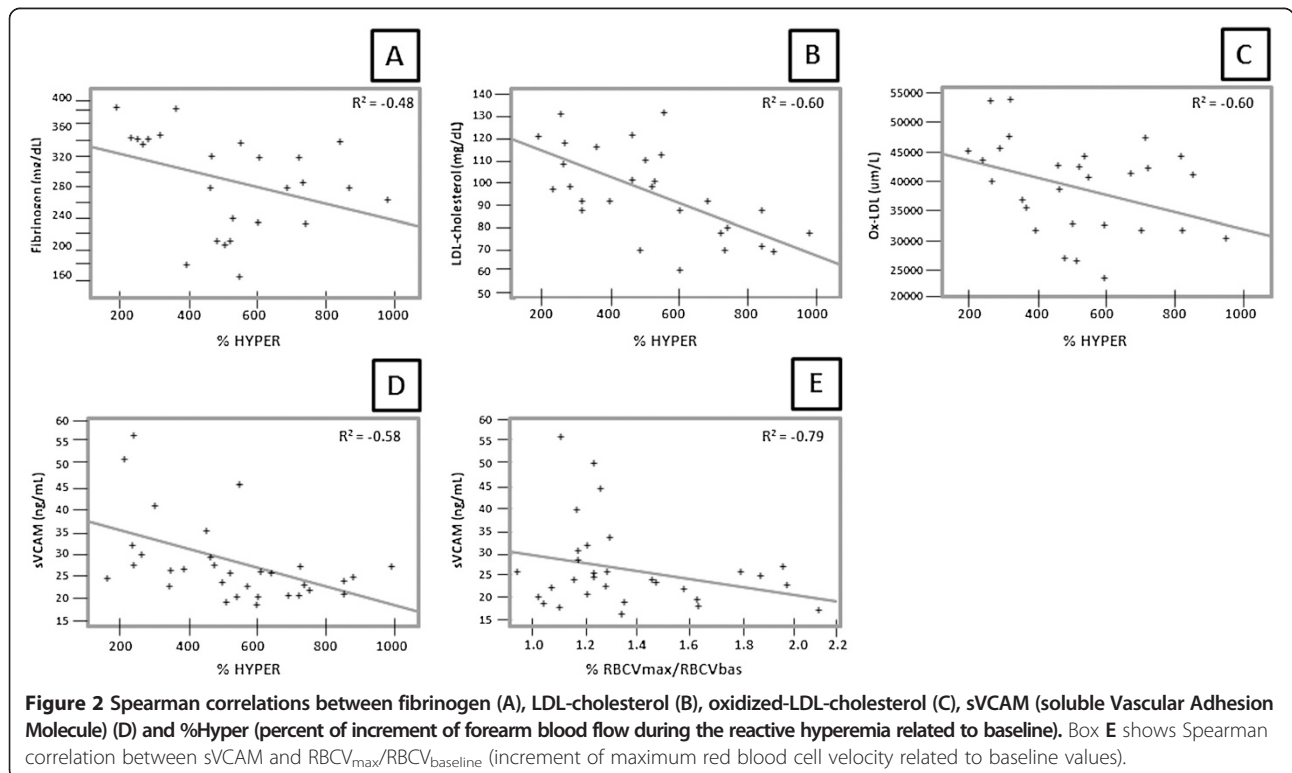 A
R² = -0.48
Fibrinogen (mg/dL)
400
360
320
280
240
200
160
200 400 600 800 1000
% HYPER
B
R² = -0.60
LDL-cholesterol (mg/dL)
140
130
120
110
100
90
80
70
60
50
200 400 600 800 1000
% HYPER
C
R² = -0.60
Ox-LDL (um/L)
55000
50000
45000
40000
35000
30000
25000
20000
200 400 600 800 1000
% HYPER
D
R² = -0.58
sVCAM (ng/mL)
60
55
50
45
40
35
30
25
20
15
200 400 600 800 1000
% HYPER
E
R² = -0.79
sVCAM (ng/mL)
60
55
50
45
40
35
30
25
20
15
1.0 1.2 1.4 1.6 1.8 2.0 2.2
% RBCVmax/RBCVbas
Figure 2 Spearman correlations between fibrinogen (A), LDL-cholesterol (B), oxidized-LDL-cholesterol (C), sVCAM (soluble Vascular Adhesion
Molecule) (D) and %Hyper (percent of increment of forearm blood flow during the reactive hyperemia related to baseline). Box E shows Spearman
correlation between sVCAM and RBCVmax/RBCVbaseline (increment of maximum red blood cell velocity related to baseline values).